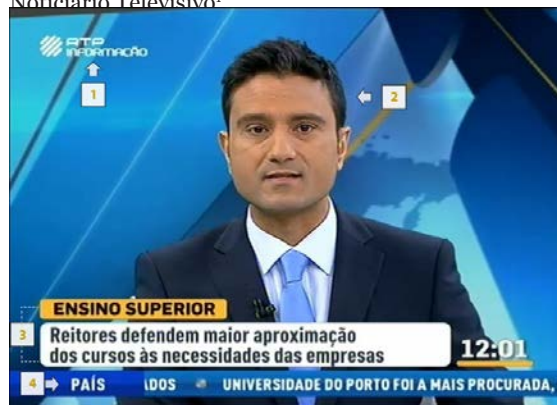 Noticiário Televisivo:
RTP
INFORMAÇÃO
1
2
ENSINO SUPERIOR
3
Reitores defendem maior aproximação
dos cursos às necessidades das empresas
12:01
4 PAÍS ADOS UNIVERSIDADE DO PORTO FOI A MAIS PROCURADA,